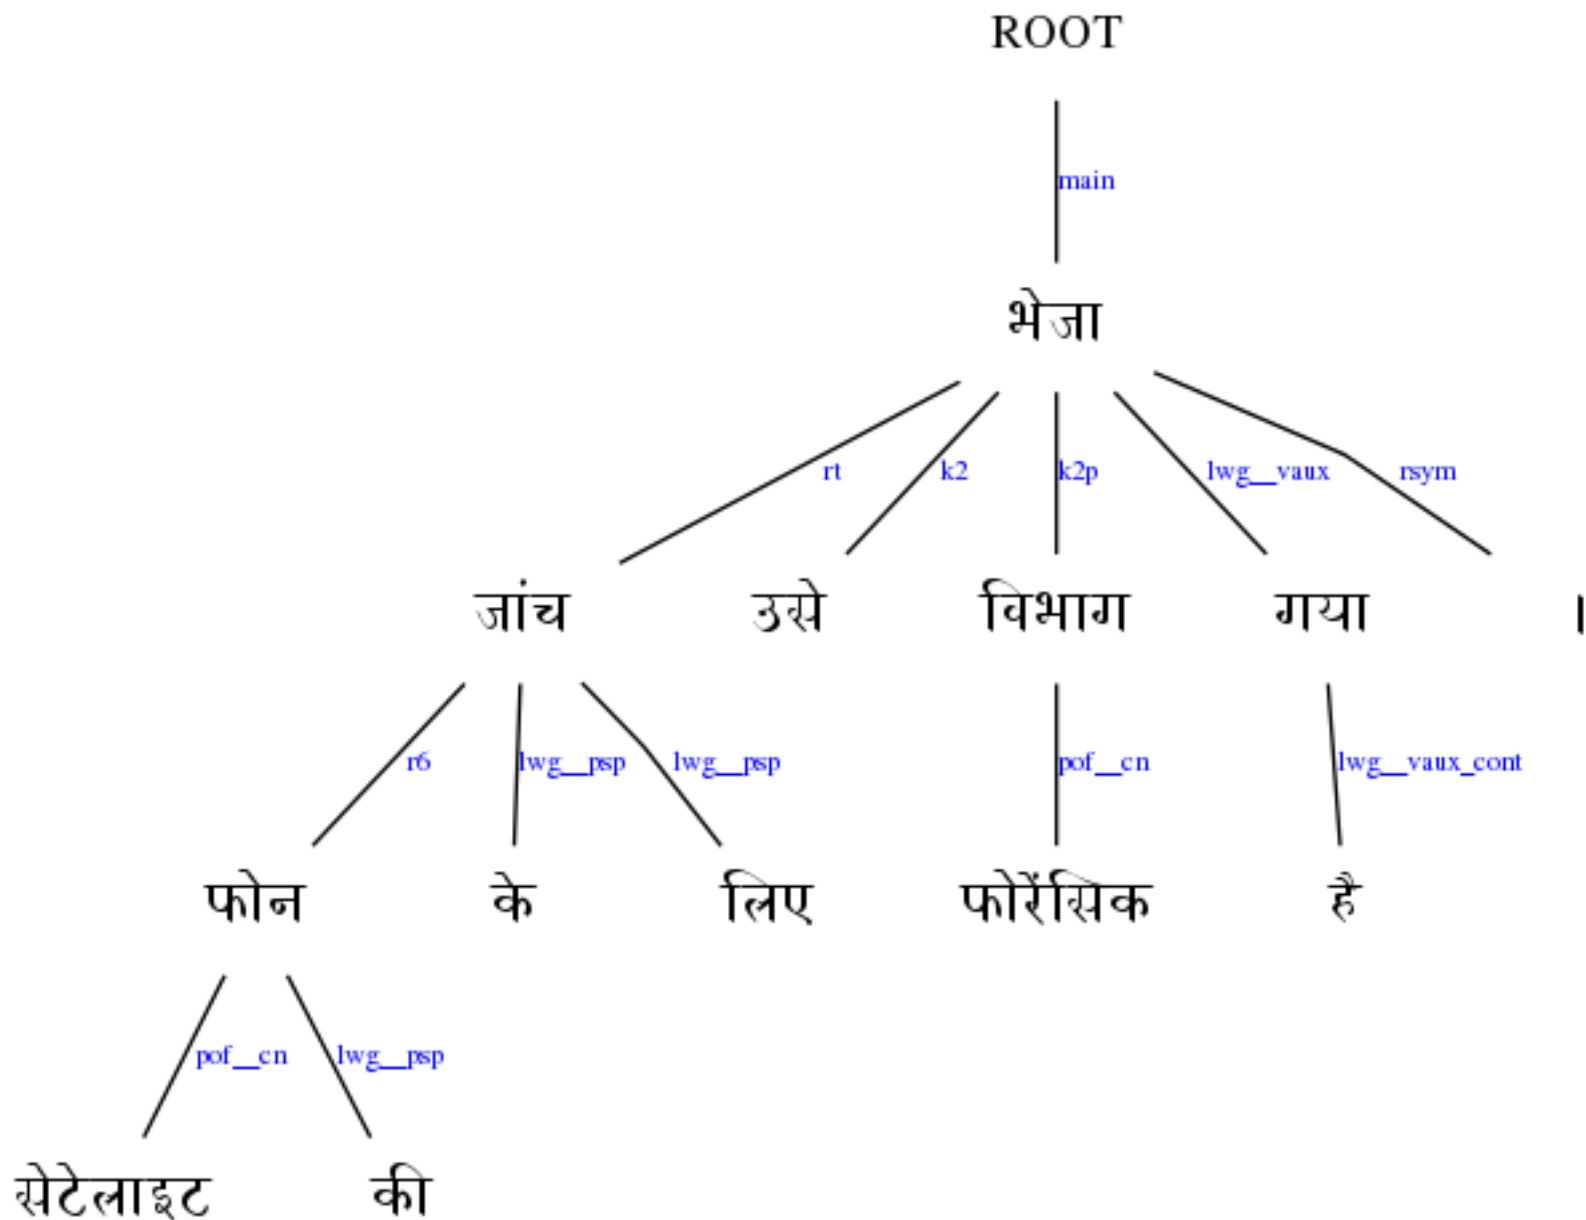 ROOT
main
भेजा
rt k2 k2p lwg__vaux rsym
जांच उसे विभाग गया ।
r6 lwg__psp lwg__psp pof__cn lwg__vaux_cont
फोन के लिए फोरेंसिक है
pof__cn lwg__psp
सेटेलाइट की